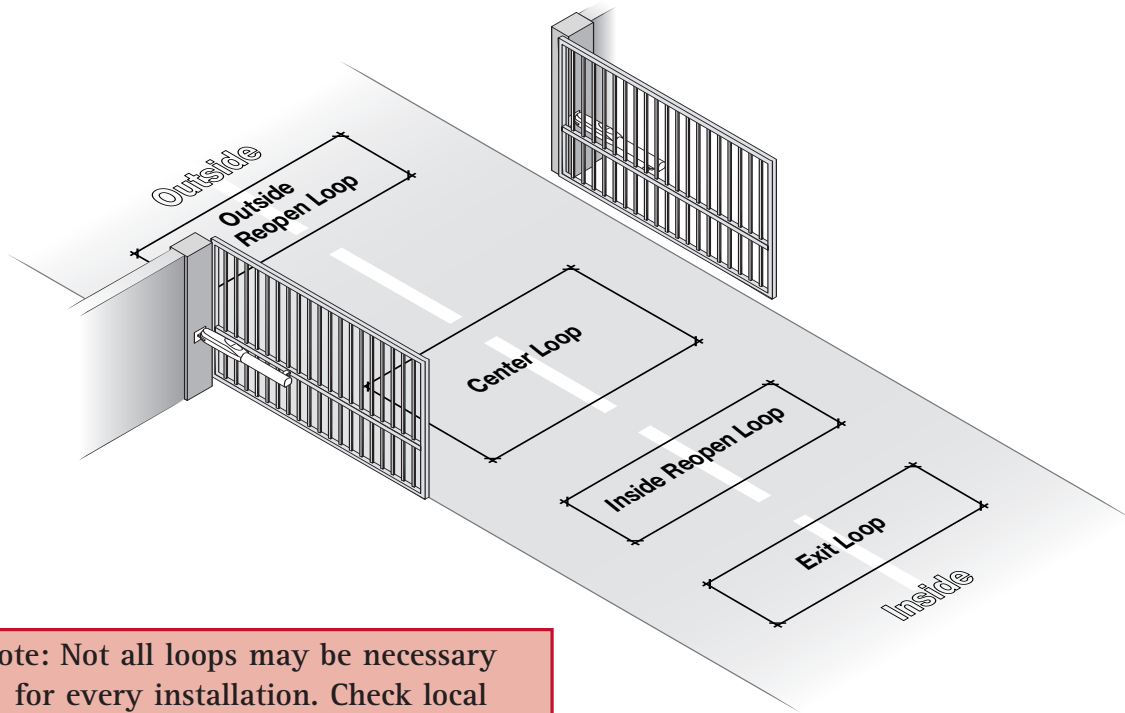 Outside
Outside
Reopen Loop
Center Loop
Inside Reopen Loop
Exit Loop
Inside
ote: Not all loops may be necessary
for every installation. Check local